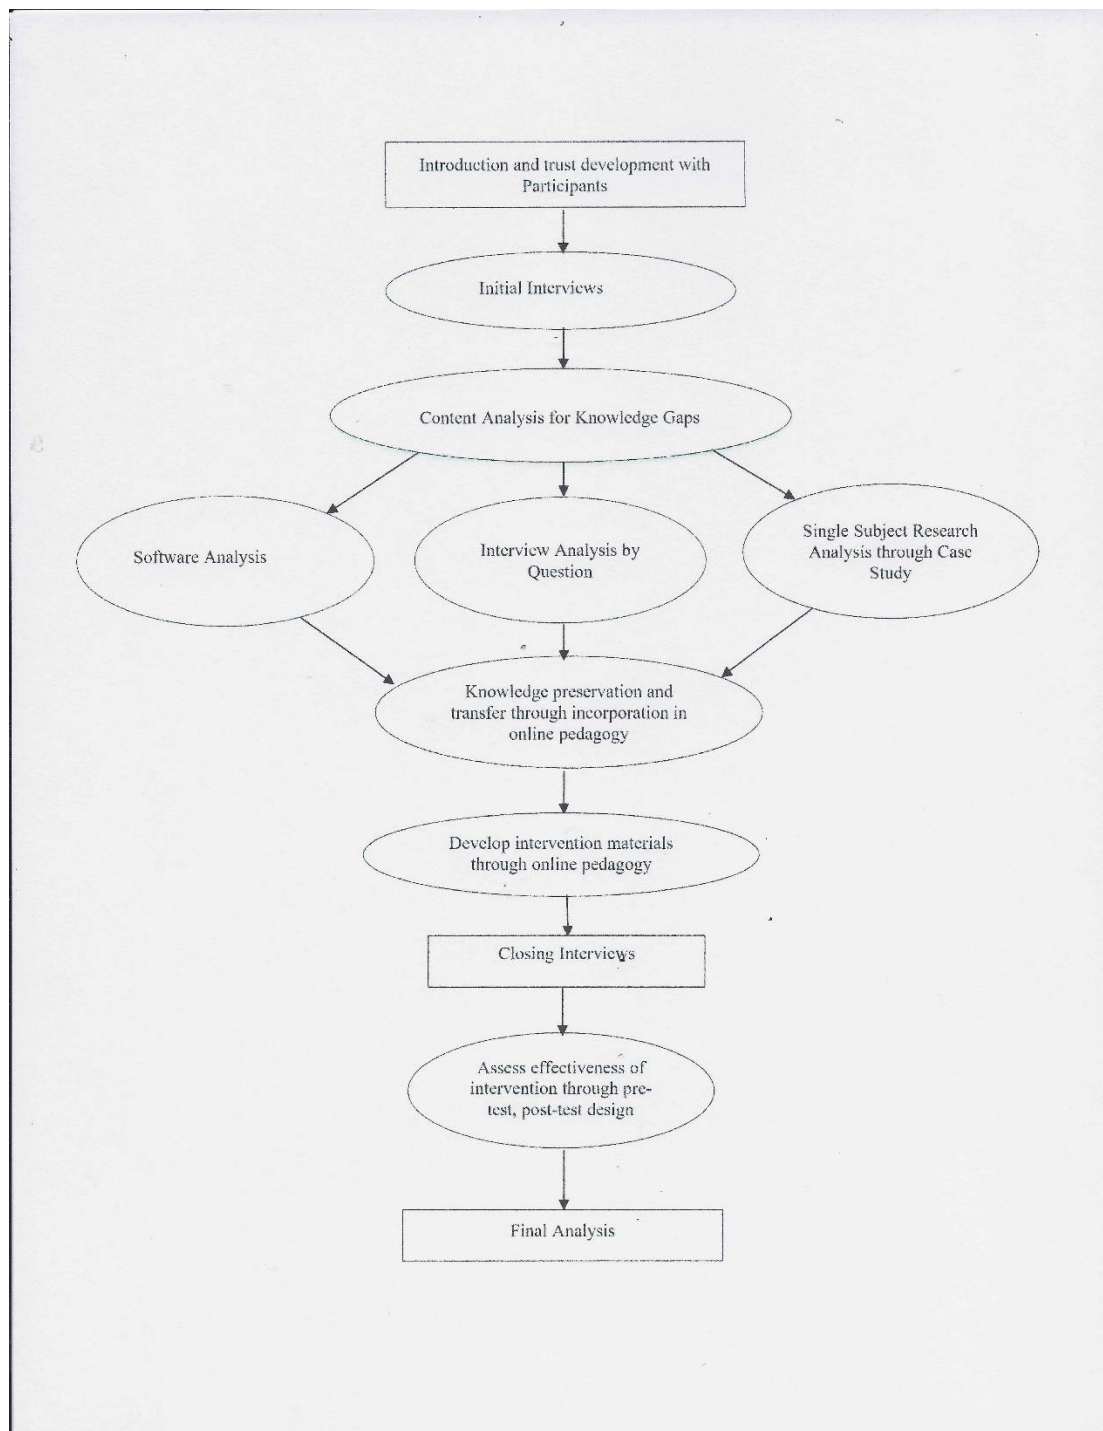 Introduction and trust development with
Participants
Initial Interviews
Content Analysis for Knowledge Gaps
Software Analysis
Interview Analysis by
Question
Single Subject Research
Analysis through Case
Study
Knowledge preservation and
transfer through incorporation in
online pedagogy
Develop intervention materials
through online pedagogy
Closing Interviews
Assess effectiveness of
intervention through pre-
test, post-test design
Final Analysis